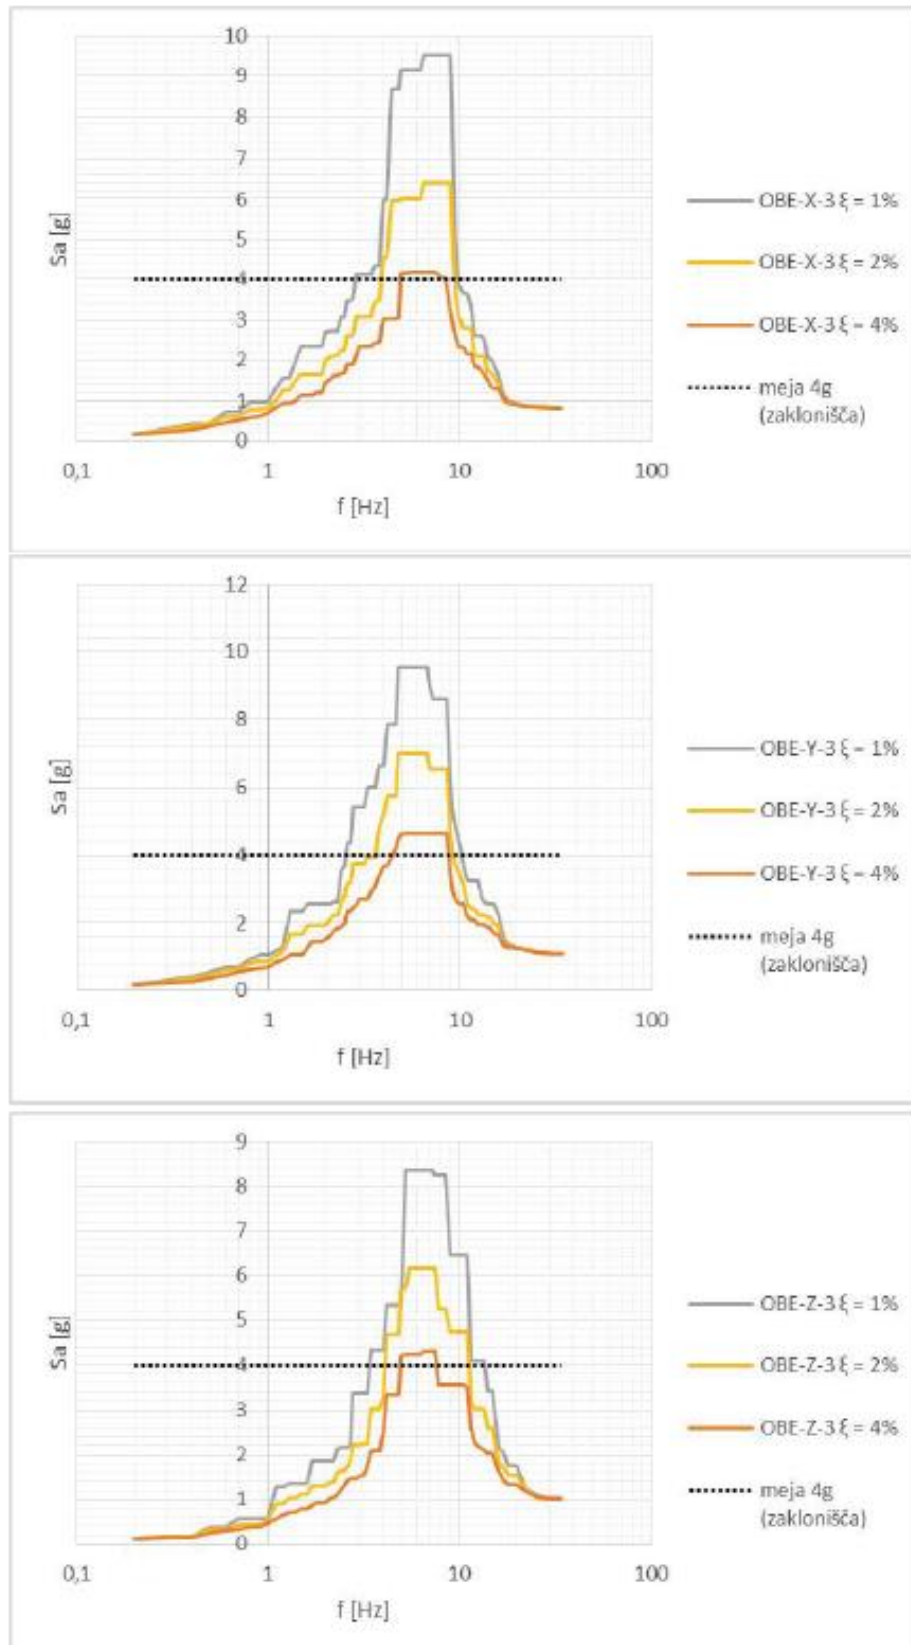 10
9
8
7
6
5
4
3
2
1
0
Sa [g]
0,1
1
10
100
f [Hz]
OBE-X-3 ξ = 1%
OBE-X-3 ξ = 2%
OBE-X-3 ξ = 4%
meja 4g
(zaklonišča)
12
10
8
6
4
2
0
Sa [g]
0,1
1
10
100
f [Hz]
OBE-Y-3 ξ = 1%
OBE-Y-3 ξ = 2%
OBE-Y-3 ξ = 4%
meja 4g
(zaklonišča)
9
8
7
6
5
4
3
2
1
0
Sa [g]
0,1
1
10
100
f [Hz]
OBE-Z-3 ξ = 1%
OBE-Z-3 ξ = 2%
OBE-Z-3 ξ = 4%
meja 4g
(zaklonišča)